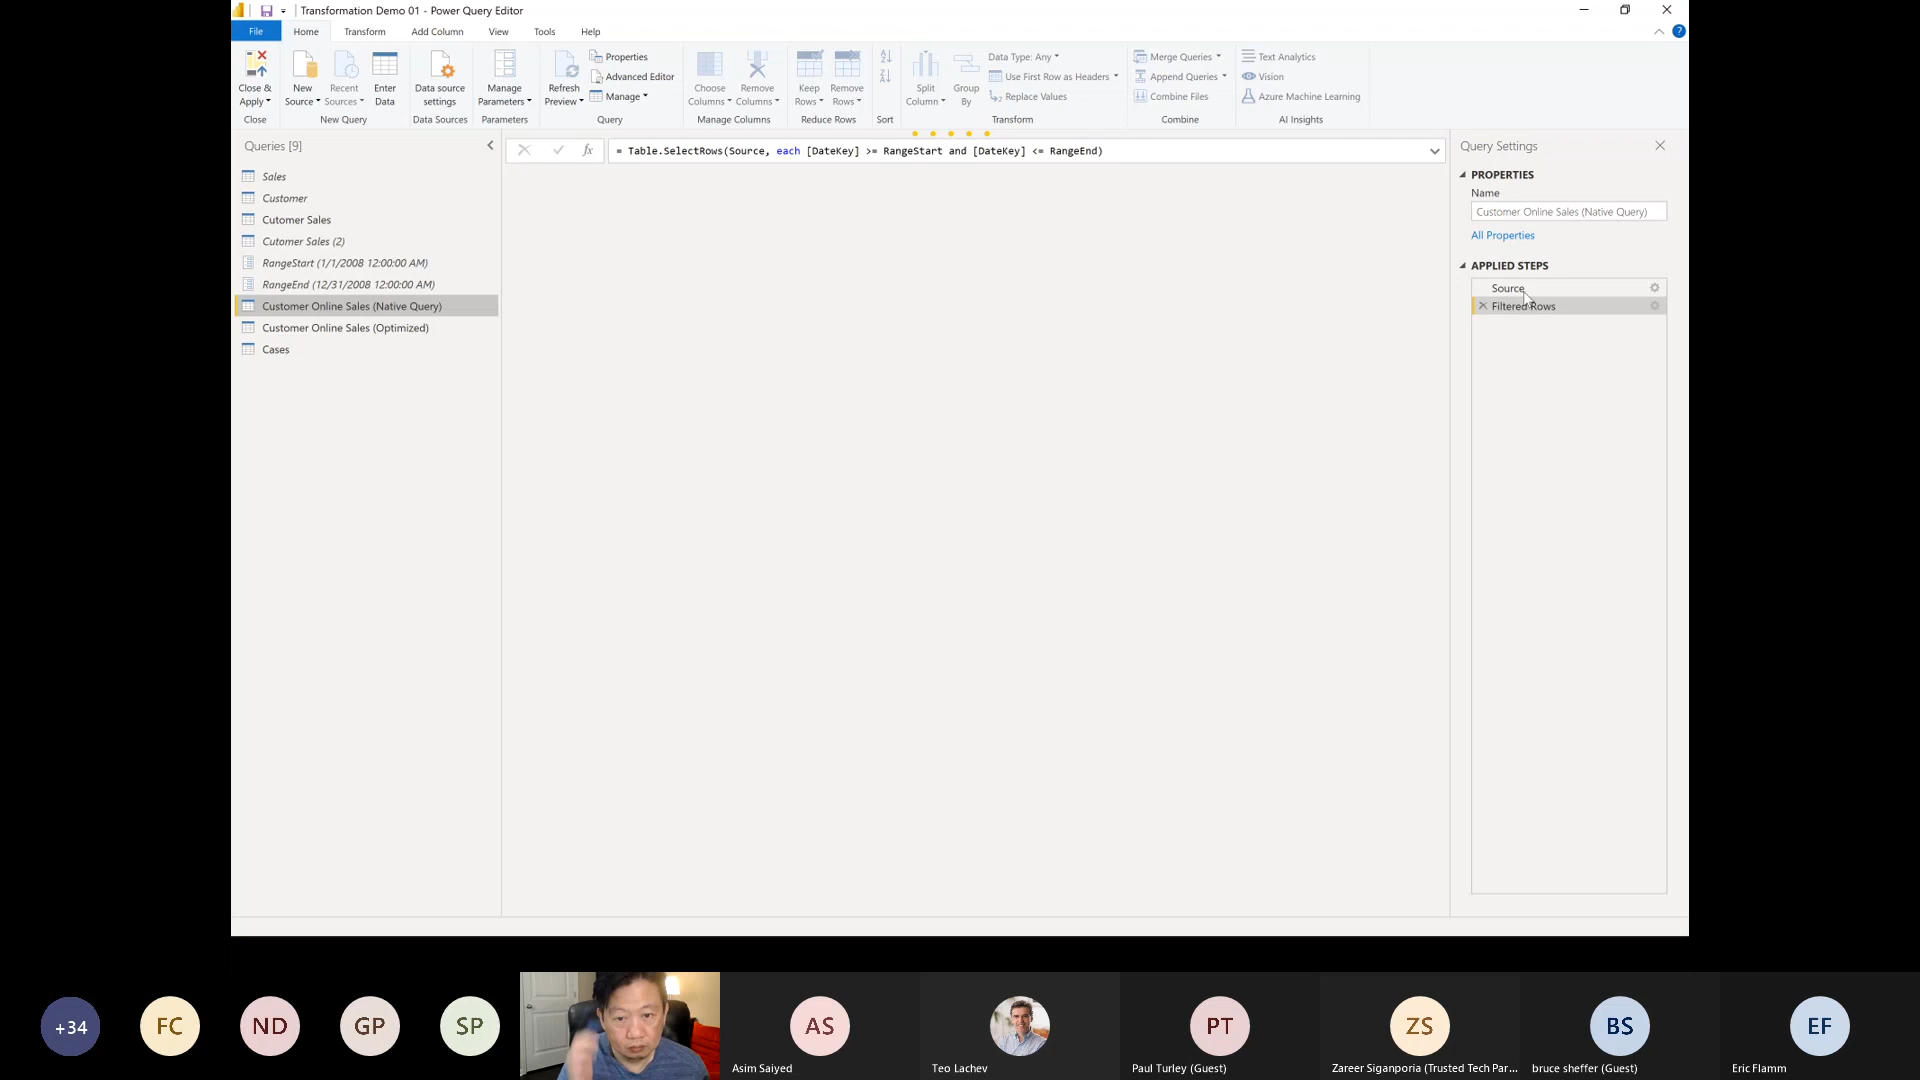 Transformation Demo 01 - Power Query Editor
File Home Transform Add Column View Tools Help
Close & Apply
Close
New Source
Recent Sources
Enter Data
New Query
Data source settings
Data Sources
Manage Parameters
Parameters
Refresh Preview
Properties
Advanced Editor
Manage
Query
Choose Columns
Remove Columns
Manage Columns
Keep Rows
Remove Rows
Reduce Rows
Sort
Split Column
Group By
Data Type: Any
Use First Row as Headers
Replace Values
Transform
Merge Queries
Append Queries
Combine Files
Combine
Text Analytics
Vision
Azure Machine Learning
AI Insights
Queries [9]
Sales
Customer
Cutomer Sales
Cutomer Sales (2)
RangeStart (1/1/2008 12:00:00 AM)
RangeEnd (12/31/2008 12:00:00 AM)
Customer Online Sales (Native Query)
Customer Online Sales (Optimized)
Cases
fx
= Table.SelectRows(Source, each [DateKey] >= RangeStart and [DateKey] <= RangeEnd)
Query Settings
PROPERTIES
Name
Customer Online Sales (Native Query)
All Properties
APPLIED STEPS
Source
Filtered Rows
+34
FC
ND
GP
SP
AS
Asim Saiyed
Teo Lachev
PT
Paul Turley (Guest)
ZS
Zareer Siganporia (Trusted Tech Par...
BS
bruce sheffer (Guest)
EF
Eric Flamm